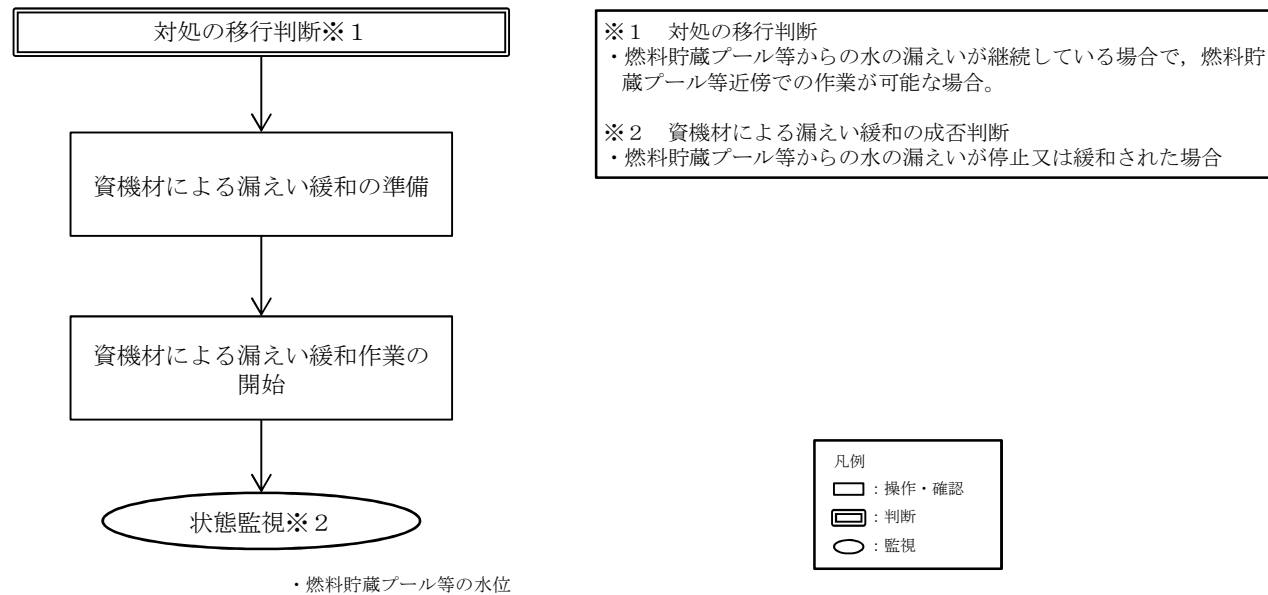 対処の移行判断※１
資機材による漏えい緩和の準備
資機材による漏えい緩和作業の
開始
状態監視※２
・燃料貯蔵プール等の水位
※１　対処の移行判断
・燃料貯蔵プール等からの水の漏えいが継続している場合で，燃料貯
蔵プール等近傍での作業が可能な場合。
※２　資機材による漏えい緩和の成否判断
・燃料貯蔵プール等からの水の漏えいが停止又は緩和された場合
凡例
：操作・確認
：判断
：監視